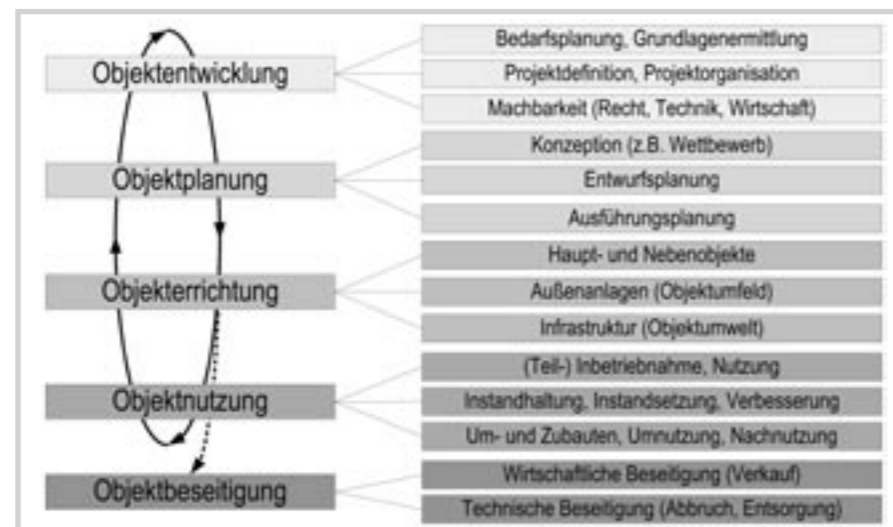 Objektentwicklung
Bedarfsplanung, Grundlagenermittlung
Projektdefinition, Projektorganisation
Machbarkeit (Recht, Technik, Wirtschaft)
Objektplanung
Konzeption (z.B. Wettbewerb)
Entwurfsplanung
Ausführungsplanung
Objekterrichtung
Haupt- und Nebenobjekte
Außenanlagen (Objektumfeld)
Infrastruktur (Objektumwelt)
Objektnutzung
(Teil-) Inbetriebnahme, Nutzung
Instandhaltung, Instandsetzung, Verbesserung
Um- und Zubauten, Umnutzung, Nachnutzung
Objektbeseitigung
Wirtschaftliche Beseitigung (Verkauf)
Technische Beseitigung (Abbruch, Entsorgung)